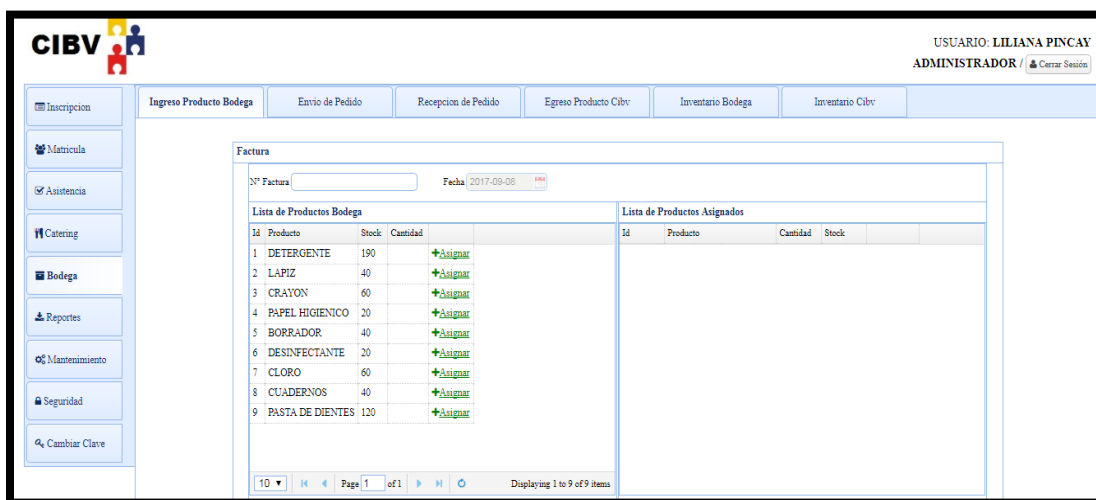 CIBV
USUARIO: LILIANA PINCAY
ADMINISTRADOR / Cerrar Sesión
Inscripcion
Matricula
Asistencia
Catering
Bodega
Reportes
Mantenimiento
Seguridad
Cambiar Clave
Ingreso Producto Bodega Envio de Pedido Recepcion de Pedido Egreso Producto Cibv Inventario Bodega Inventario Cibv
Factura
Nº Factura Fecha 2017-09-08
Lista de Productos Bodega
Id Producto Stock Cantidad
1 DETERGENTE 190 Asignar
2 LAPIZ 40 Asignar
3 CRAYON 60 Asignar
4 PAPEL HIGIENICO 20 Asignar
5 BORRADOR 40 Asignar
6 DESINFECTANTE 20 Asignar
7 CLORO 60 Asignar
8 CUADERNOS 40 Asignar
9 PASTA DE DIENTES 120 Asignar
10 Page 1 of 1 Displaying 1 to 9 of 9 items
Lista de Productos Asignados
Id Producto Cantidad Stock